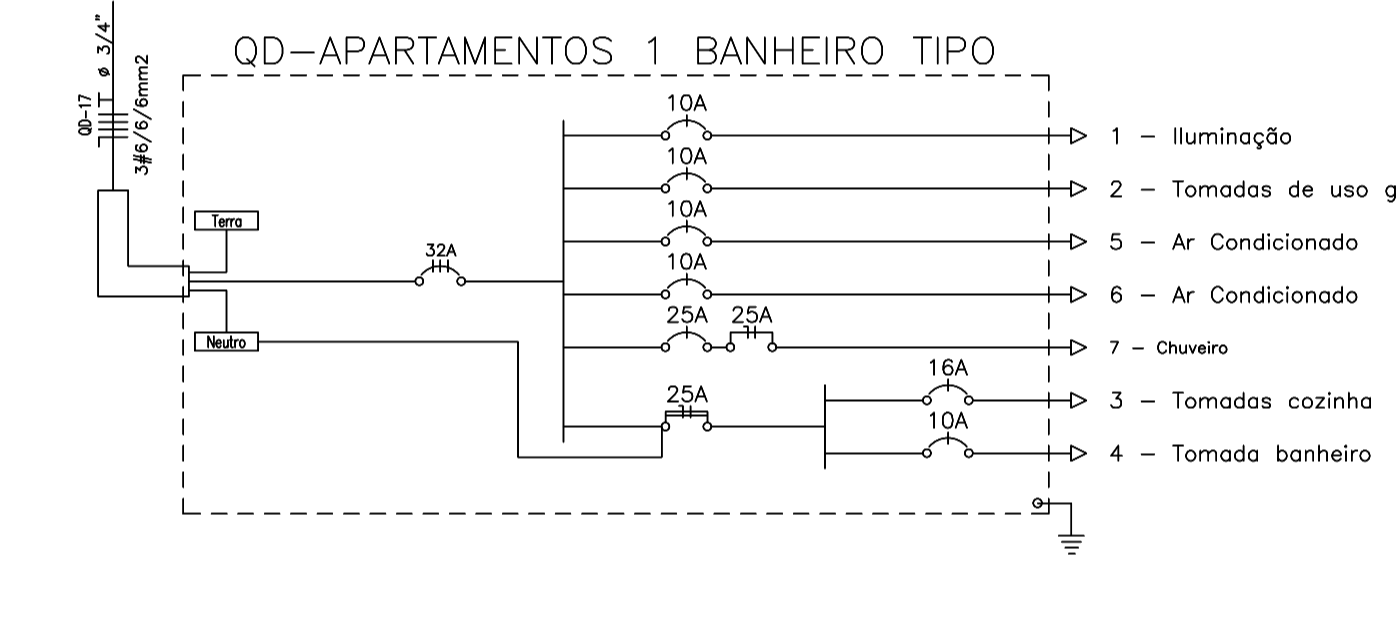 QD-APARTAMENTOS 1 BANHEIRO TIPO
QD-17
ø 3/4"
3#6/6/6mm2
Terra
Neutro
32A
10A
1 - Iluminação
10A
2 - Tomadas de uso g
10A
5 - Ar Condicionado
10A
6 - Ar Condicionado
25A 25A
7 - Chuveiro
25A
16A
3 - Tomadas cozinha
10A
4 - Tomada banheiro